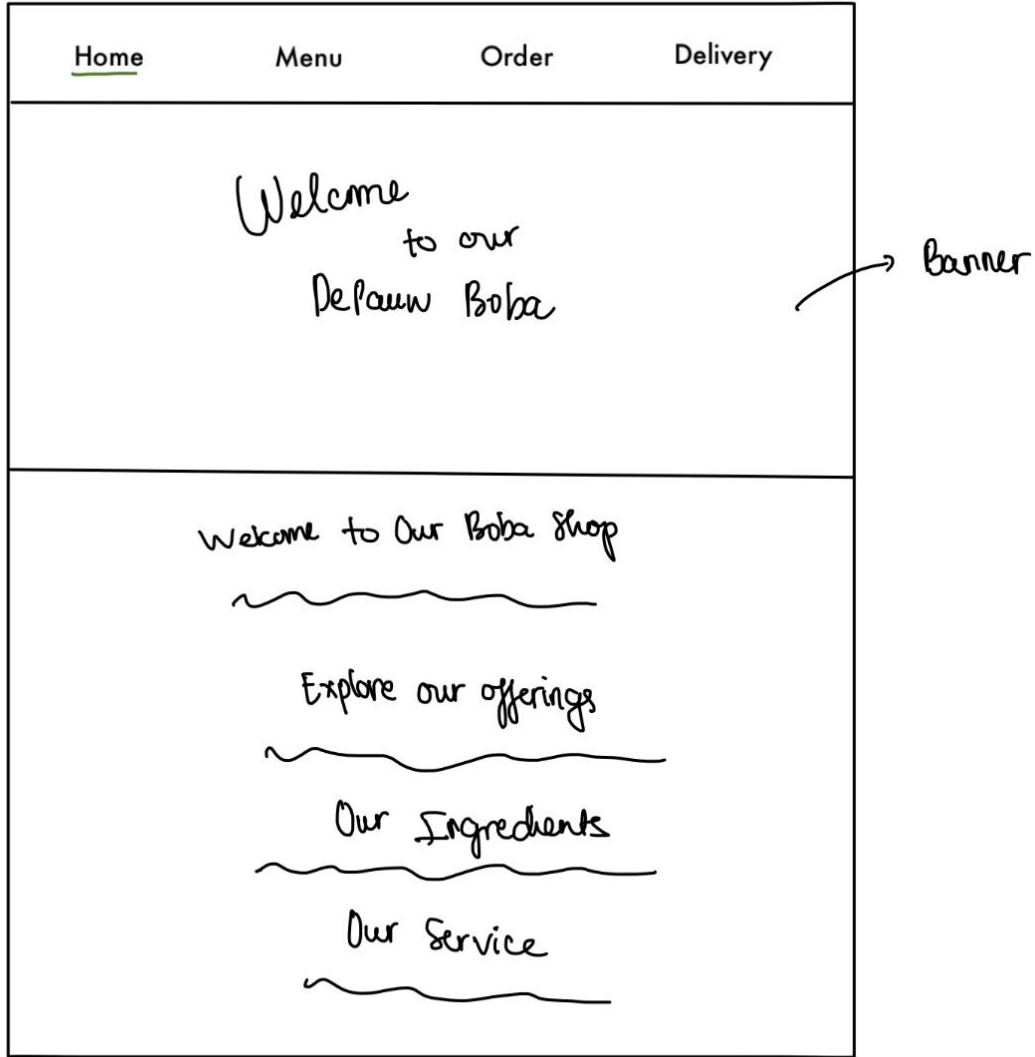 Home Menu Order Delivery
Welcome
to our
DePauw Boba
Banner
Welcome to Our Boba Shop
Explore our offerings
Our Ingredients
Our Service